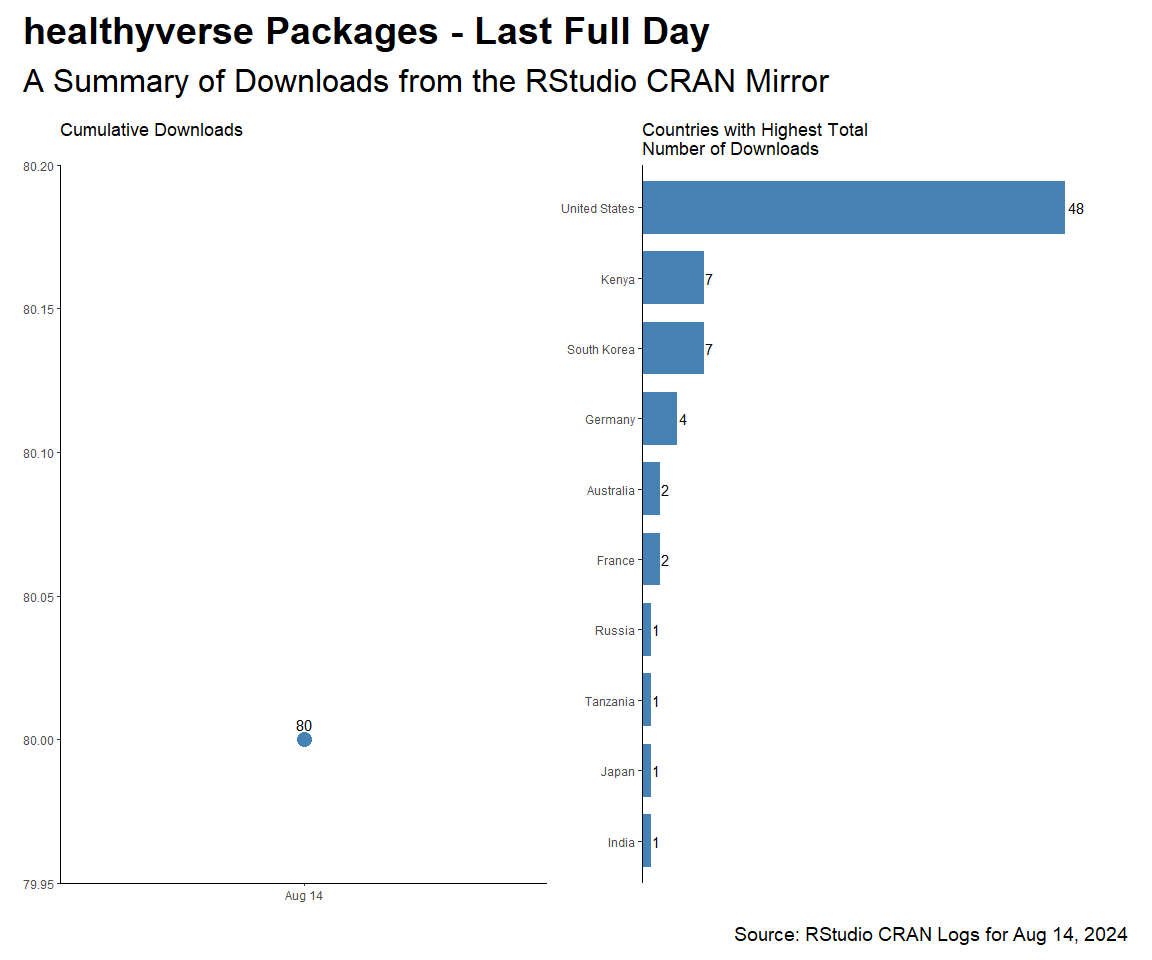 healthyverse Packages - Last Full Day
A Summary of Downloads from the RStudio CRAN Mirror
Cumulative Downloads
80.20
80.15
80.10
80.05
80.00
79.95
80
Aug 14
Countries with Highest Total
Number of Downloads
United States 48
Kenya 7
South Korea 7
Germany 4
Australia 2
France 2
Russia 1
Tanzania 1
Japan 1
India 1
Source: RStudio CRAN Logs for Aug 14, 2024